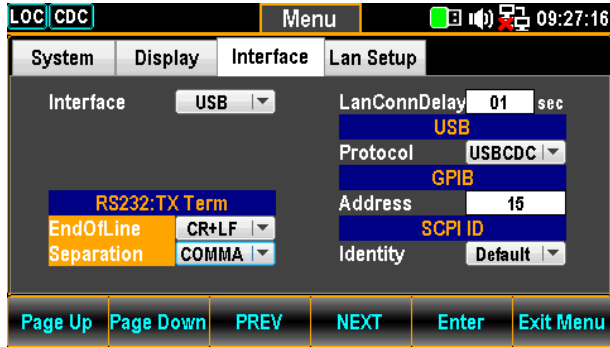 LOC CDC Menu 09:27:16
System Display Interface Lan Setup
Interface USB
RS232:TX Term
EndOfLine CR+LF
Separation COMMA
LanConnDelay 01 sec
USB
Protocol USBCDC
GPIB
Address 15
SCPI ID
Identity Default
Page Up Page Down PREV NEXT Enter Exit Menu